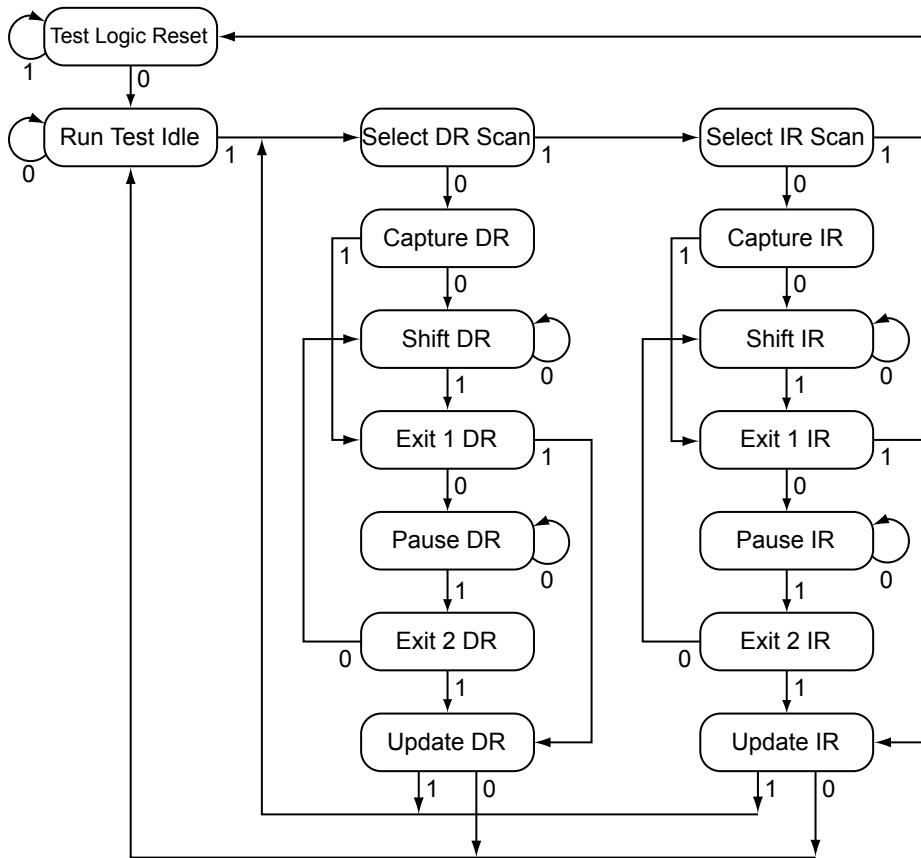 Test Logic Reset
1
0
Run Test Idle
0
1
Select DR Scan
1
0
Select IR Scan
1
0
Capture DR
1
0
Capture IR
1
0
Shift DR
0
1
Shift IR
0
1
Exit 1 DR
1
0
Exit 1 IR
1
0
Pause DR
0
1
Pause IR
0
1
Exit 2 DR
0
1
Exit 2 IR
0
1
Update DR
1
0
Update IR
1
0